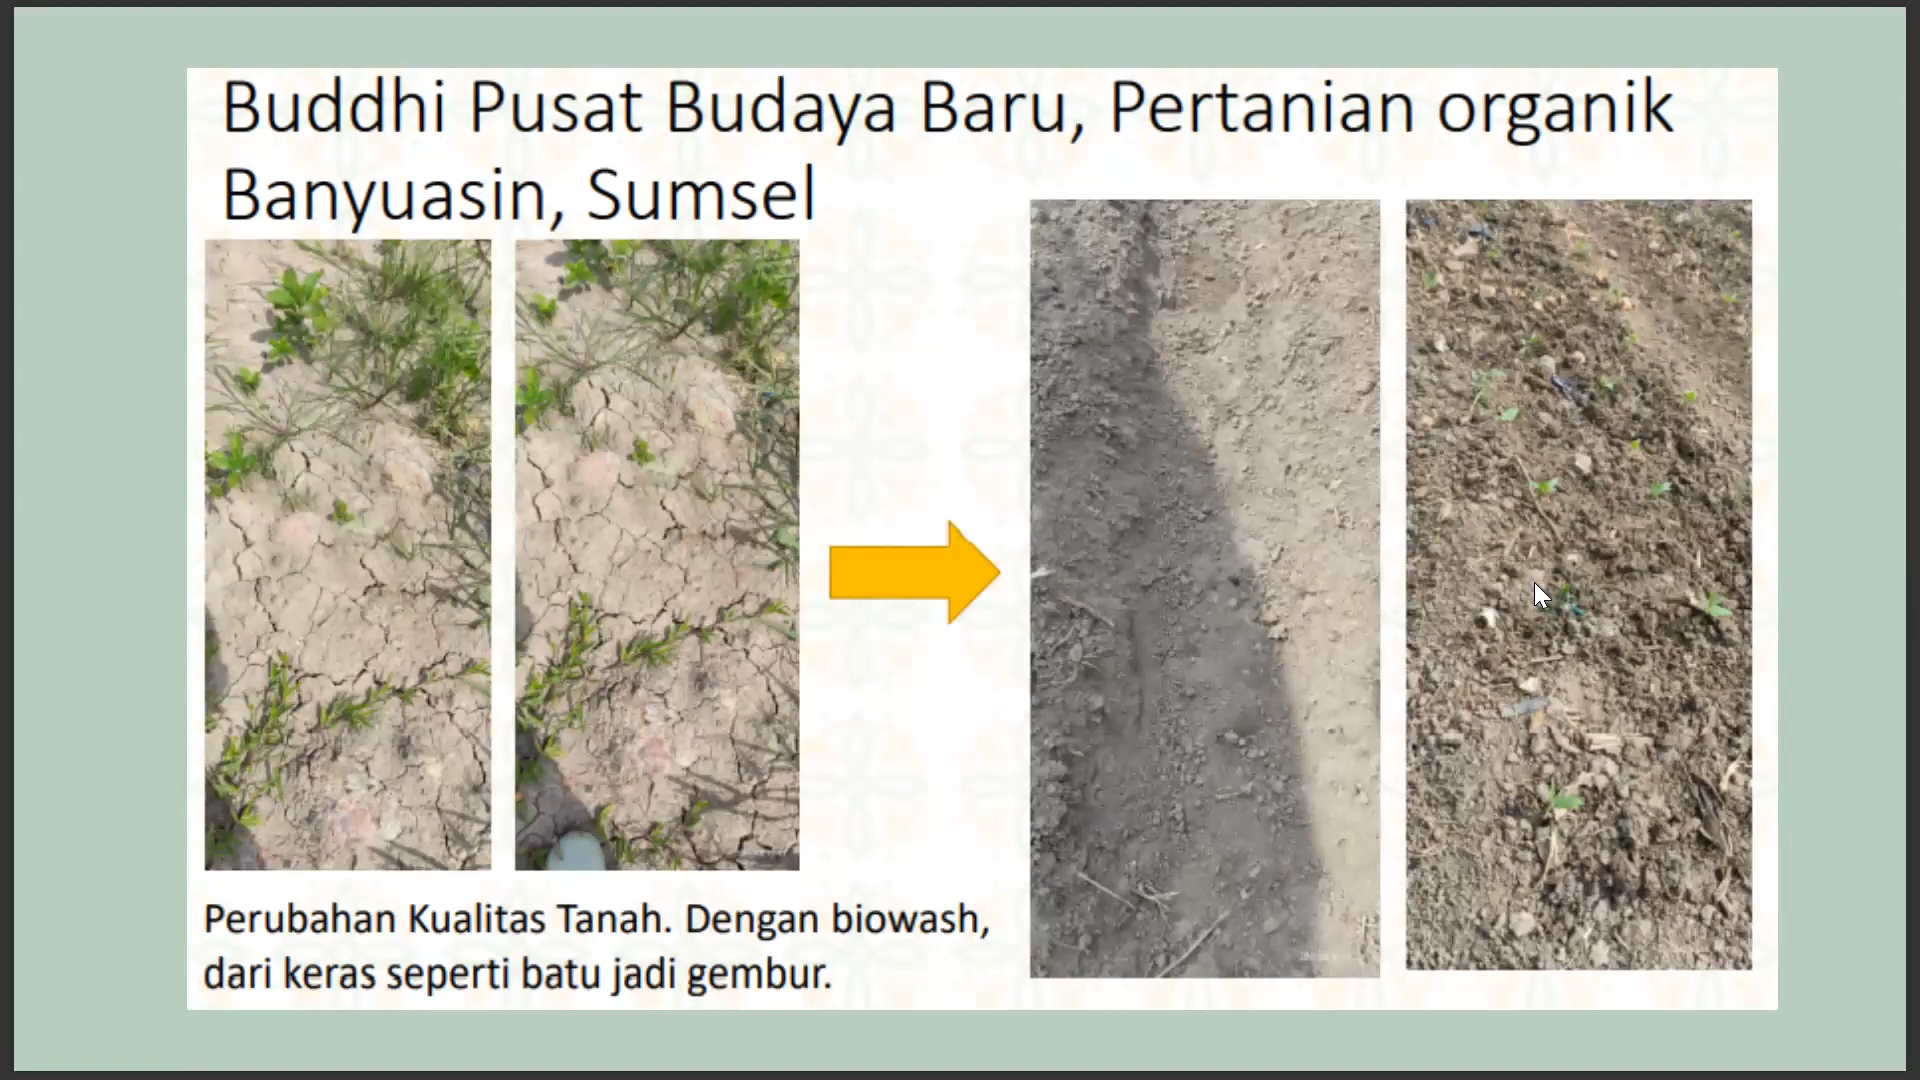 Buddhi Pusat Budaya Baru, Pertanian organik
Banyuasin, Sumsel
Perubahan Kualitas Tanah. Dengan biowash,
dari keras seperti batu jadi gembur.